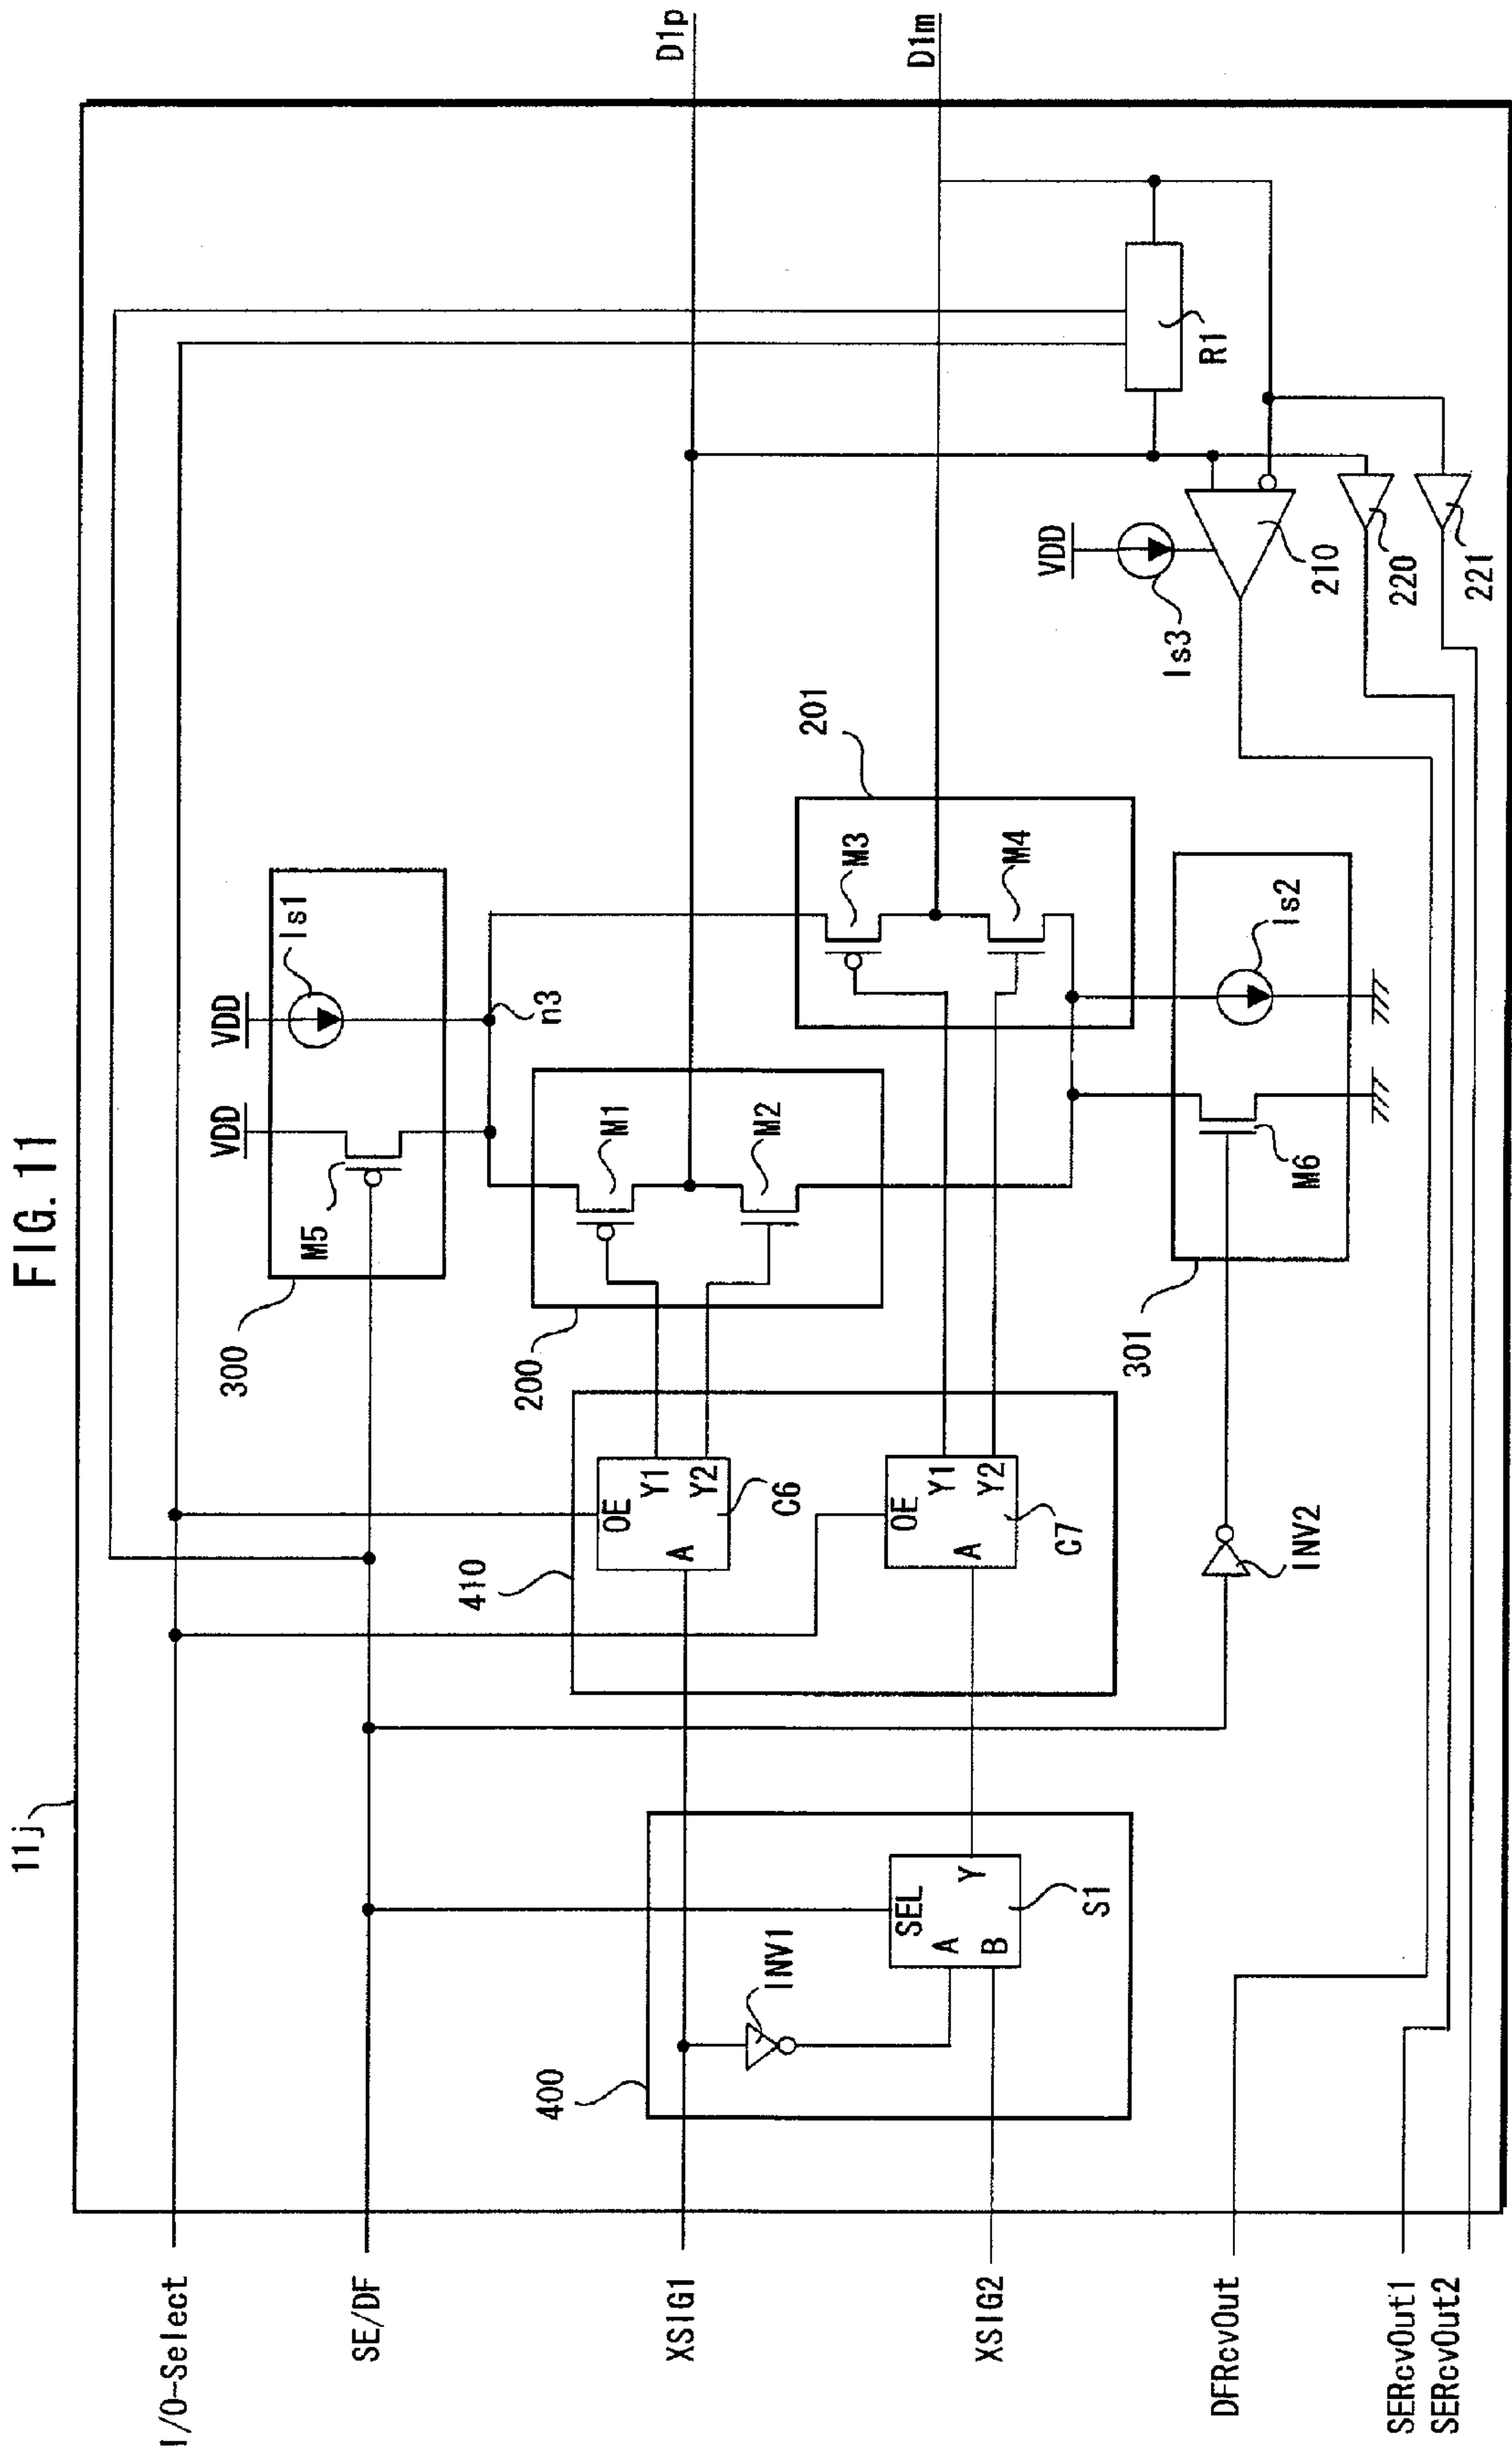 FIG. 11
11j
I/O-Select
SE/DF
XSIG1
XSIG2
DFRcvOut
SERcvOut1
SERcvOut2
D1p
D1m
300
VDD
VDD
Is1
M5
n3
200
M1
M2
201
M3
M4
301
Is2
M6
410
OE
A
Y1
Y2
C6
OE
A
Y1
Y2
C7
INV2
400
INV1
SEL
A
B
Y
S1
R1
VDD
Is3
210
220
221